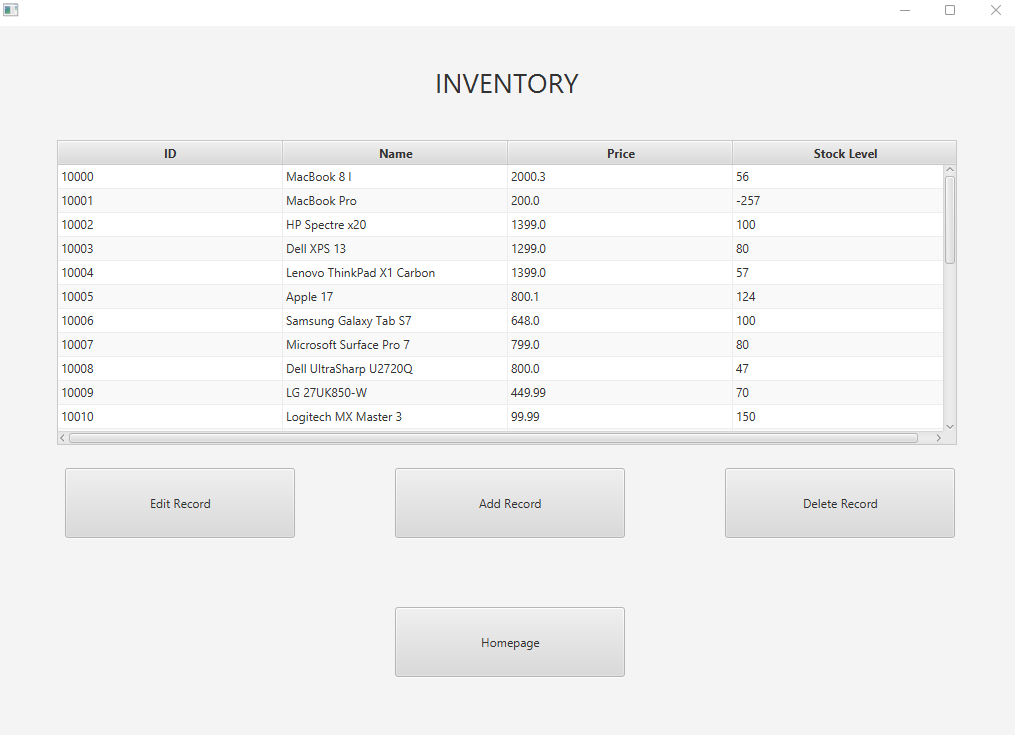 INVENTORY
ID Name Price Stock Level
10000 MacBook 8 l 2000.3 56
10001 MacBook Pro 200.0 -257
10002 HP Spectre x20 1399.0 100
10003 Dell XPS 13 1299.0 80
10004 Lenovo ThinkPad X1 Carbon 1399.0 57
10005 Apple 17 800.1 124
10006 Samsung Galaxy Tab S7 648.0 100
10007 Microsoft Surface Pro 7 799.0 80
10008 Dell UltraSharp U2720Q 800.0 47
10009 LG 27UK850-W 449.99 70
10010 Logitech MX Master 3 99.99 150
Edit Record Add Record Delete Record
Homepage